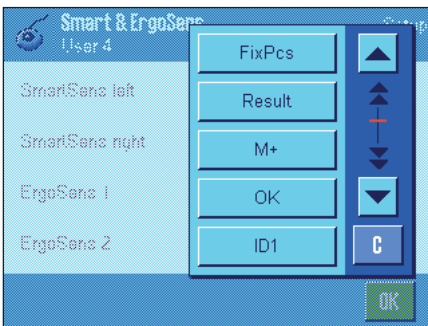 Smart & ErgoSens
User 4
SmartSens left
SmartSens right
ErgoSens 1
ErgoSens 2
FixPcs
Result
M+
OK
ID1
C
OK